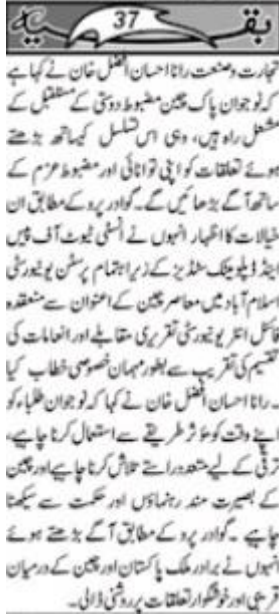 بقیہ 37
تجارت وصنعت رانا احسان افضل خان نے کہا ہے
کہ نوجوان پاک چین مضبوط دوستی کے مستقبل کے
مشعل راہ ہیں، وہی اس تسلسل کیساتھ بڑھتے
ہوئے تعلقات کو اپنی توانائی اور مضبوط عزم کے
ساتھ آگے بڑھائیں گے۔ گوادر پرو کے مطابق ان
خیالات کا اظہار انہوں نے انسٹی ٹیوٹ آف پیس
اینڈ ڈپلومیٹک سٹڈیز کے زیراہتمام پرسٹن یونیورسٹی
اسلام آباد میں معاصر چین کے عنوان سے منعقدہ
فائنل انٹر یونیورسٹی تقریری مقابلے اور انعامات کی
تقسیم کی تقریب سے بطور مہمان خصوصی خطاب کیا
۔ رانا احسان افضل خان نے کہا کہ نوجوان طلباء کو
اپنے وقت کو مؤثر طریقے سے استعمال کرنا چاہیے،
ترقی کے لیے متعدد راستے تلاش کرنا چاہیے اور چین
کے بصیرت مند رہنماؤں اور حکمت سے سیکھنا
چاہیے ۔ گوادر پرو کے مطابق آگے بڑھتے ہوئے
انہوں نے برادر ملک پاکستان اور چین کے درمیان
اور خوشگوار تعلقات پر روشنی ڈالی۔